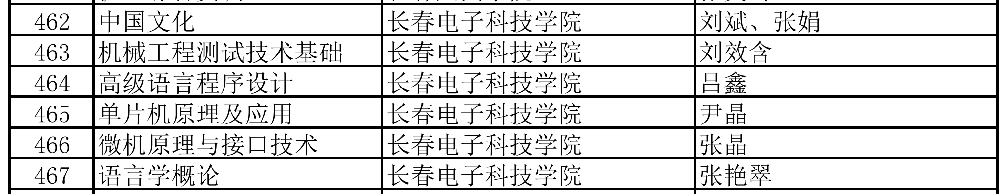 462 中国文化 长春电子科技学院 刘斌、张娟
463 机械工程测试技术基础 长春电子科技学院 刘效含
464 高级语言程序设计 长春电子科技学院 吕鑫
465 单片机原理及应用 长春电子科技学院 尹晶
466 微机原理与接口技术 长春电子科技学院 张晶
467 语言学概论 长春电子科技学院 张艳翠